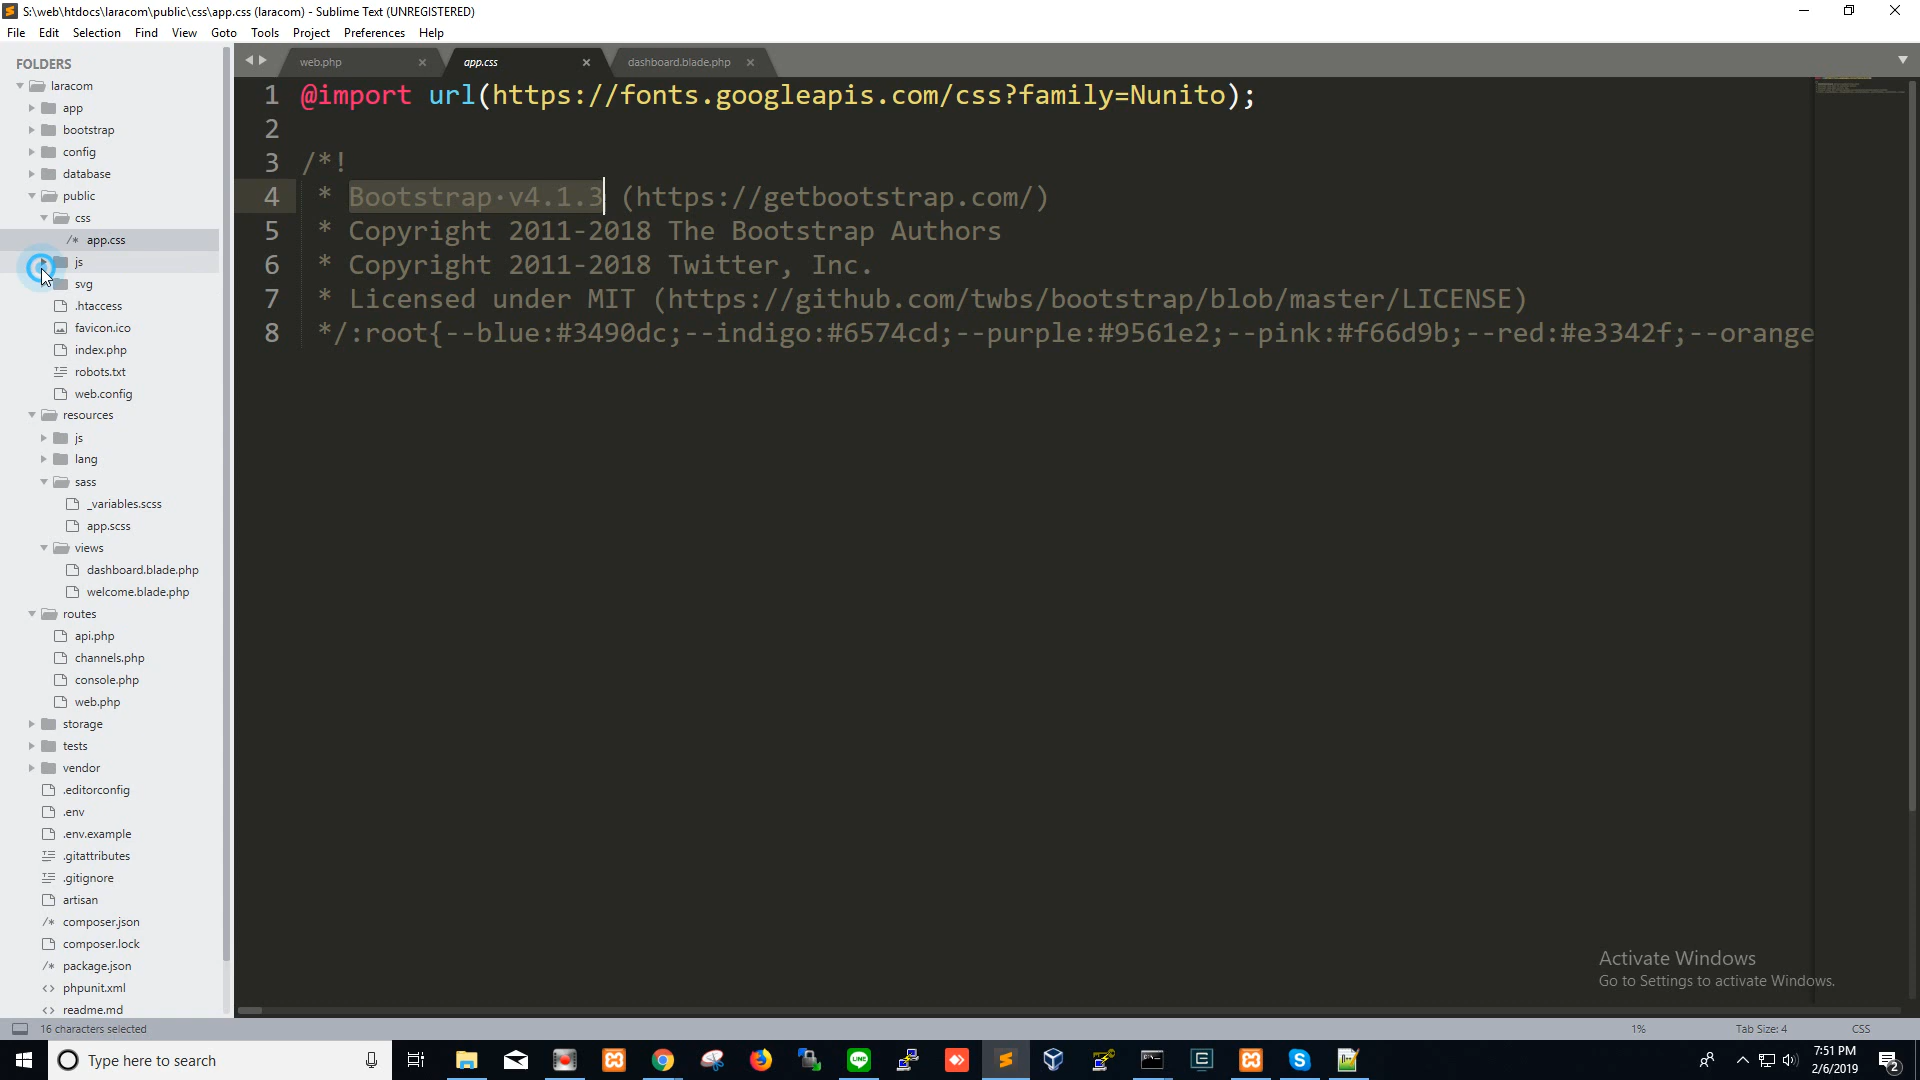 S:\web\htdocs\laracom\public\css\app.css (laracom) - Sublime Text (UNREGISTERED)
File Edit Selection Find View Goto Tools Project Preferences Help
FOLDERS
laracom
app
bootstrap
config
database
public
css
/* app.css
js
svg
.htaccess
favicon.ico
index.php
robots.txt
web.config
resources
js
lang
sass
_variables.scss
app.scss
views
dashboard.blade.php
welcome.blade.php
routes
api.php
channels.php
console.php
web.php
storage
tests
vendor
.editorconfig
.env
.env.example
.gitattributes
.gitignore
artisan
/* composer.json
composer.lock
/* package.json
<> phpunit.xml
<> readme.md
web.php app.css dashboard.blade.php
1 @import url(https://fonts.googleapis.com/css?family=Nunito);
2
3 /*!
4 * Bootstrap·v4.1.3 (https://getbootstrap.com/)
5 * Copyright 2011-2018 The Bootstrap Authors
6 * Copyright 2011-2018 Twitter, Inc.
7 * Licensed under MIT (https://github.com/twbs/bootstrap/blob/master/LICENSE)
8 */:root{--blue:#3490dc;--indigo:#6574cd;--purple:#9561e2;--pink:#f66d9b;--red:#e3342f;--orange
Activate Windows
Go to Settings to activate Windows.
16 characters selected 1% Tab Size: 4 CSS
Type here to search
7:51 PM
2/6/2019
2